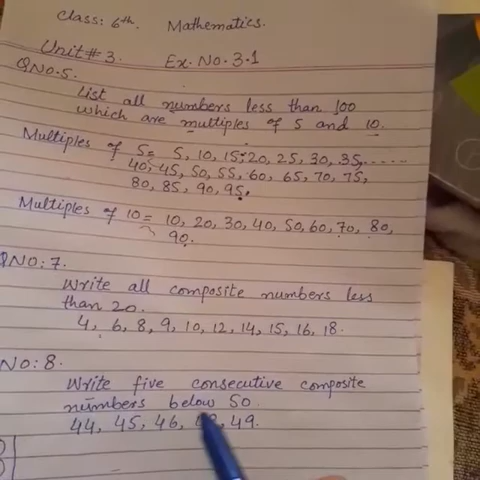 Class: 6th. Mathematics.
Unit # 3. Ex. No. 3.1
QNO.5.
List all numbers less than 100
which are multiples of 5 and 10.
Multiples of 5 = 5, 10, 15, 20, 25, 30, 35,......
40, 45, 50, 55, 60, 65, 70, 75,
80, 85, 90, 95.
Multiples of 10 = 10, 20, 30, 40, 50, 60, 70, 80,
90.
QNO: 7.
Write all composite numbers less
than 20.
4, 6, 8, 9, 10, 12, 14, 15, 16, 18.
NO: 8.
Write five consecutive composite
numbers below 50.
44, 45, 46, 49.